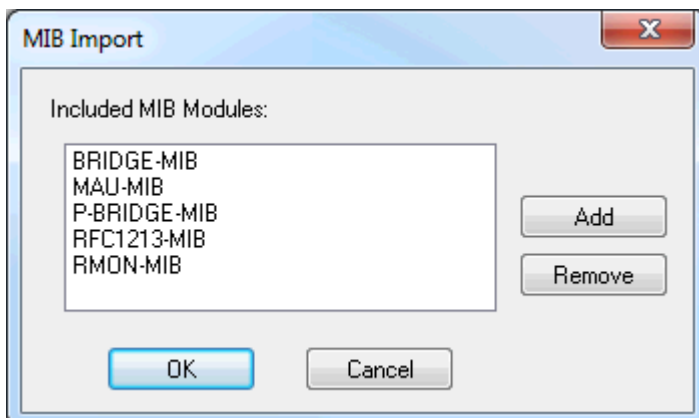 MIB Import
Included MIB Modules:
BRIDGE-MIB
MAU-MIB
P-BRIDGE-MIB
RFC1213-MIB
RMON-MIB
Add
Remove
OK
Cancel